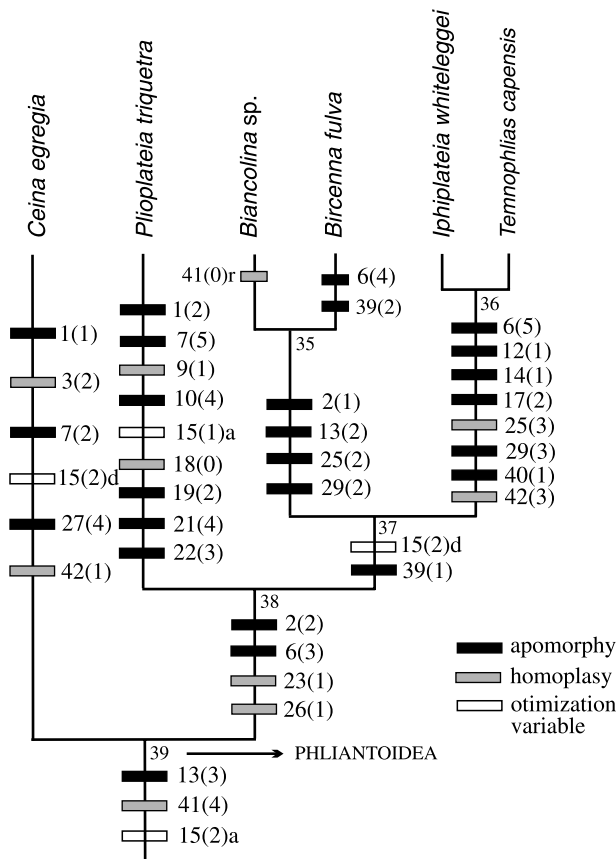 Ceina egregia
Plioplateia triquetra
Biancolina sp.
Bircenna fulva
Iphiplateia whiteleggei
Temnophlias capensis
1(1)
3(2)
7(2)
15(2)d
27(4)
42(1)
1(2)
7(5)
9(1)
10(4)
15(1)a
18(0)
19(2)
21(4)
22(3)
41(0)r
6(4)
39(2)
35
2(1)
13(2)
25(2)
29(2)
36
6(5)
12(1)
14(1)
17(2)
25(3)
29(3)
40(1)
42(3)
37
15(2)d
39(1)
38
2(2)
6(3)
23(1)
26(1)
39
PHLIANTOIDEA
13(3)
41(4)
15(2)a
apomorphy
homoplasy
otimization
variable